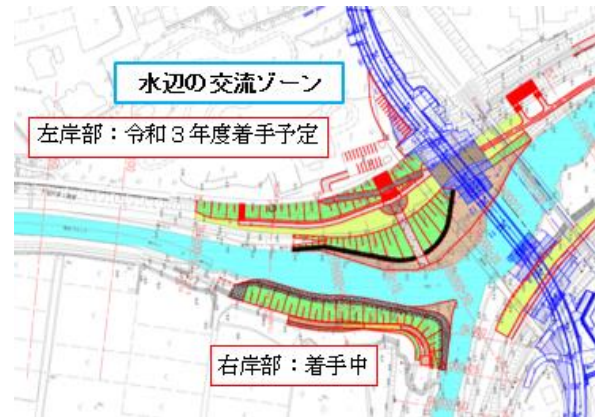 水辺の交流ゾーン
左岸部：令和３年度着手予定
右岸部：着手中